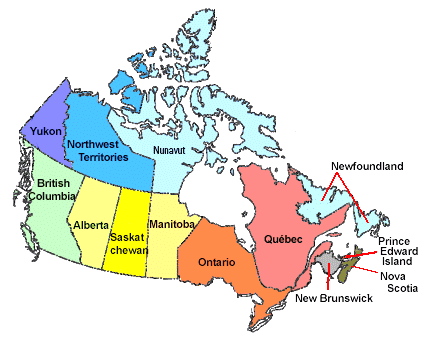 Yukon
Northwest
Territories
Nunavut
British
Columbia
Alberta
Saskat
chewan
Manitoba
Ontario
Québec
Newfoundland
Prince
Edward
Island
Nova
Scotia
New Brunswick